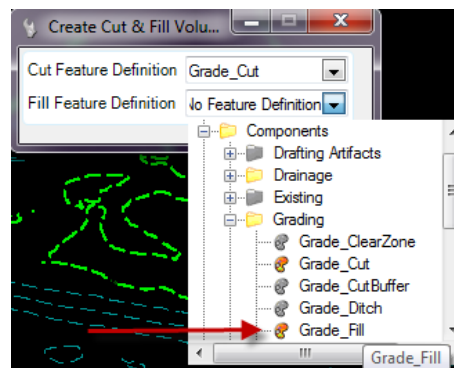 Create Cut & Fill Volu...
Cut Feature Definition Grade_Cut
Fill Feature Definition No Feature Definition
Components
Drafting Artifacts
Drainage
Existing
Grading
Grade_ClearZone
Grade_Cut
Grade_CutBuffer
Grade_Ditch
Grade_Fill
Grade_Fill